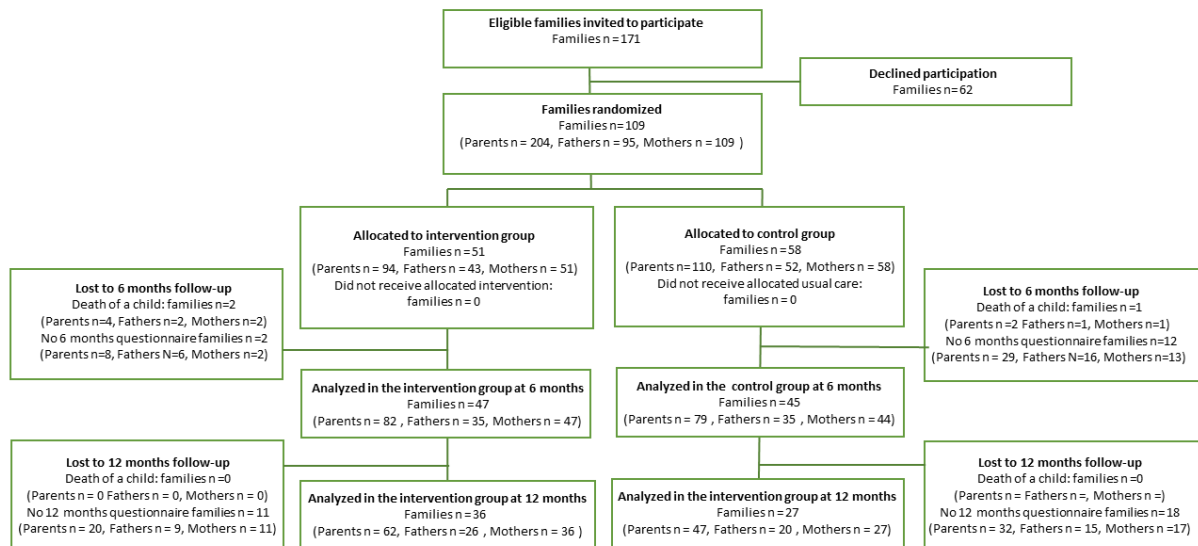 Eligible families invited to participate
Families n=171
Declined participation
Families n=62
Families randomized
Families n=109
(Parents n = 204, Fathers n = 95, Mothers n = 109 )
Allocated to intervention group
Families n=51
(Parents n= 94, Fathers n= 43, Mothers n= 51)
Did not receive allocated intervention:
families n = 0
Allocated to control group
Families n=58
(Parents n=110, Fathers n = 52, Mothers n = 58)
Did not receive allocated usual care:
families n = 0
Lost to 6 months follow-up
Death of a child: families n=2
(Parents n=4, Fathers n=2, Mothers n=2)
No 6 months questionnaire families n=2
(Parents n=8, Fathers N=6, Mothers n=2)
Lost to 6 months follow-up
Death of a child: families n=1
(Parents n=2 Fathers n=1, Mothers n=1)
No 6 months questionnaire families n=12
(Parents n = 29, Fathers N=16, Mothers n=13)
Analyzed in the intervention group at 6 months
Families n=47
(Parents n= 82 , Fathers n= 35, Mothers n= 47)
Analyzed in the control group at 6 months
Families n=45
(Parents n= 79 , Fathers n= 35 , Mothers n= 44)
Lost to 12 months follow-up
Death of a child: families n=0
(Parents n= 0 Fathers n = 0, Mothers n = 0)
No 12 months questionnaire families n = 11
(Parents n = 20, Fathers n = 9, Mothers n = 11)
Analyzed in the intervention group at 12 months
Families n=36
(Parents n= 62, Fathers n=26 , Mothers n= 36 )
Analyzed in the intervention group at 12 months
Families n=27
(Parents n= 47, Fathers n= 20 , Mothers n= 27)
Lost to 12 months follow-up
Death of a child: families n=0
(Parents n= Fathers n =, Mothers n=)
No 12 months questionnaire families n=18
(Parents n = 32, Fathers n = 15, Mothers n=17)